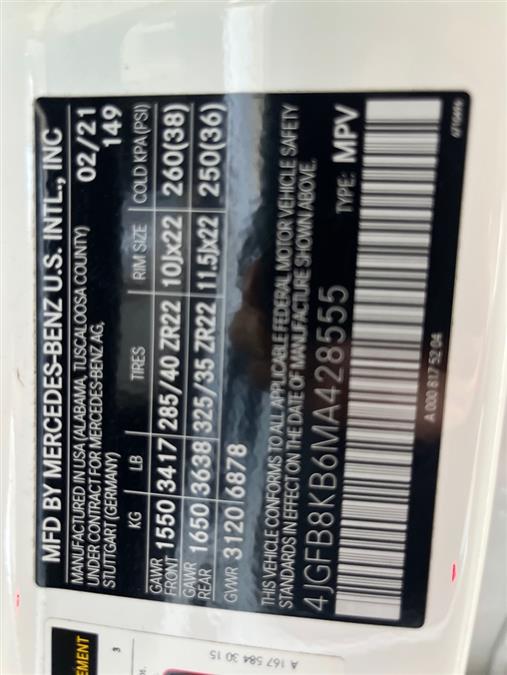 MFD BY MERCEDES-BENZ U.S. INTL., INC
MANUFACTURED IN USA (ALABAMA, TUSCALOOSA COUNTY) 02/21
UNDER CONTRACT FOR MERCEDES-BENZ AG, 149
STUTTGART (GERMANY)
KG LB TIRES RIM SIZE COLD KPA (PSI)
GAWR FRONT 1550 3417 285/40 ZR22 10Jx22 260(38)
GAWR REAR 1650 3638 325/35 ZR22 11.5Jx22 250(36)
GVWR 3120 6878
THIS VEHICLE CONFORMS TO ALL APPLICABLE FEDERAL MOTOR VEHICLE SAFETY
STANDARDS IN EFFECT ON THE DATE OF MANUFACTURE SHOWN ABOVE.
4JGFB8KB6MA428555 TYPE: MPV
A 000 817 52 04
EMENT
3
A 167 584 30 15